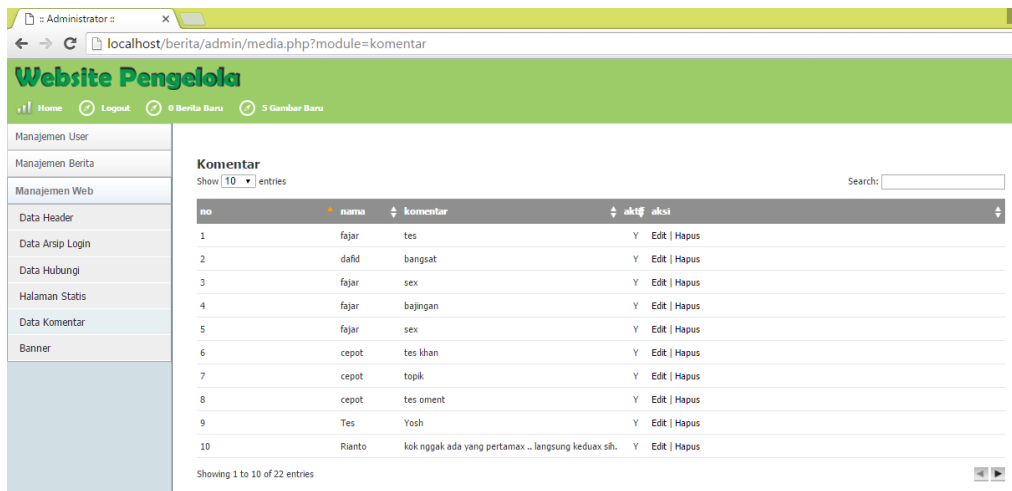 :: Administrator ::
localhost/berita/admin/media.php?module=komentar
Website Pengelola
Home Logout 0 Berita Baru 5 Gambar Baru
Manajemen User
Manajemen Berita
Manajemen Web
Data Header
Data Arsip Login
Data Hubungi
Halaman Statis
Data Komentar
Banner
Komentar
Show 10 entries
Search:
no nama komentar aktif aksi
1 fajar tes Y Edit | Hapus
2 dafid bangsat Y Edit | Hapus
3 fajar sex Y Edit | Hapus
4 fajar bajingan Y Edit | Hapus
5 fajar sex Y Edit | Hapus
6 cepot tes khan Y Edit | Hapus
7 cepot topik Y Edit | Hapus
8 cepot tes oment Y Edit | Hapus
9 Tes Yosh Y Edit | Hapus
10 Rianto kok nggak ada yang pertamax .. langsung keduax sih. Y Edit | Hapus
Showing 1 to 10 of 22 entries